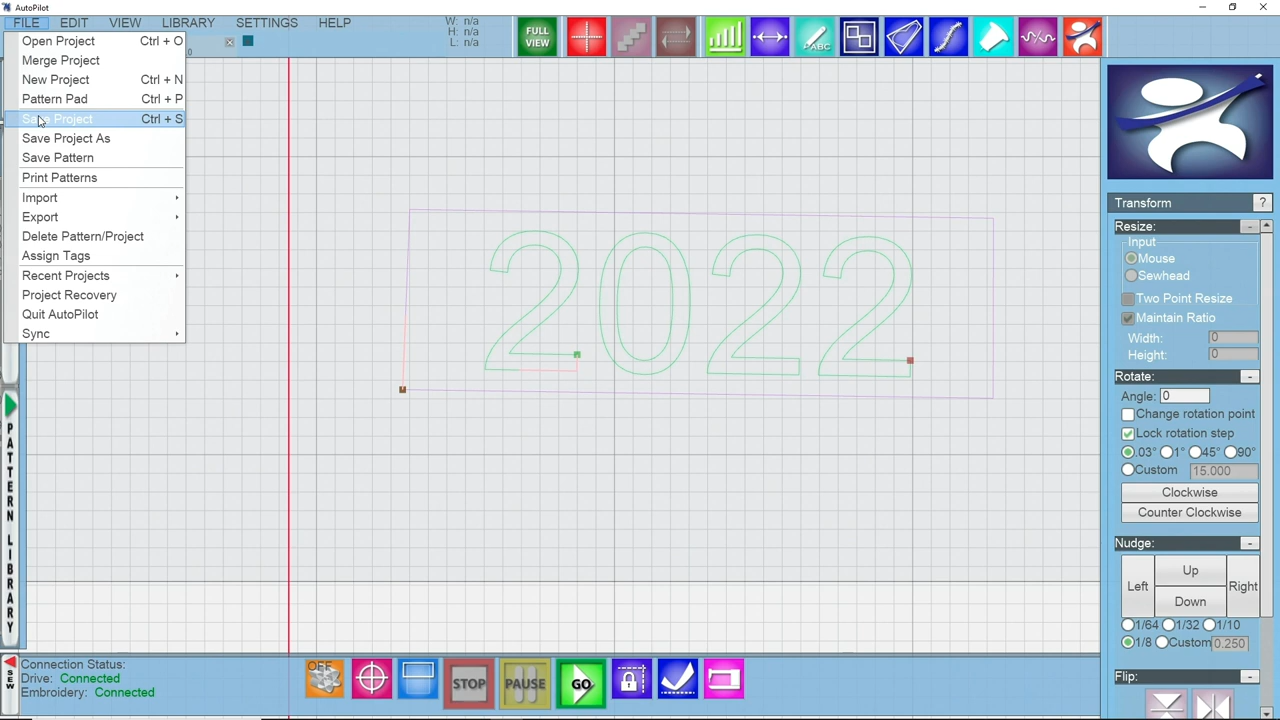 AutoPilot
FILE EDIT VIEW LIBRARY SETTINGS HELP
W: n/a
H: n/a
L: n/a
FULL VIEW
ABC
0
Open Project Ctrl + O
Merge Project
New Project Ctrl + N
Pattern Pad Ctrl + P
Save Project Ctrl + S
Save Project As
Save Pattern
Print Patterns
Import
Export
Delete Pattern/Project
Assign Tags
Recent Projects
Project Recovery
Quit AutoPilot
Sync
2022
PATTERN LIBRARY
Transform ?
Resize: -
Input
Mouse
Sewhead
Two Point Resize
Maintain Ratio
Width: 0
Height: 0
Rotate: -
Angle: 0
Change rotation point
Lock rotation step
.03° 1° 45° 90°
Custom 15.000
Clockwise
Counter Clockwise
Nudge: -
Left Up Right
Down
1/64 1/32 1/10
1/8 Custom 0.250
Flip: -
SEW
Connection Status:
Drive: Connected
Embroidery: Connected
OFF
STOP
PAUSE
GO